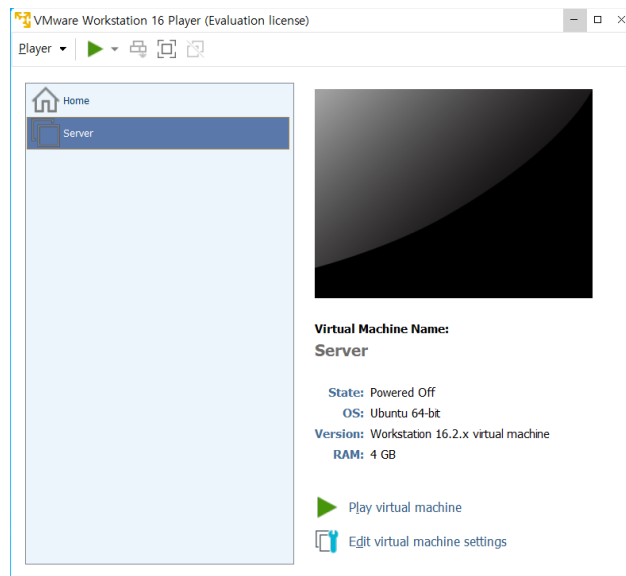 VMware Workstation 16 Player (Evaluation license)
Player
Home
Server
Virtual Machine Name:
Server
State: Powered Off
OS: Ubuntu 64-bit
Version: Workstation 16.2.x virtual machine
RAM: 4 GB
Play virtual machine
Edit virtual machine settings